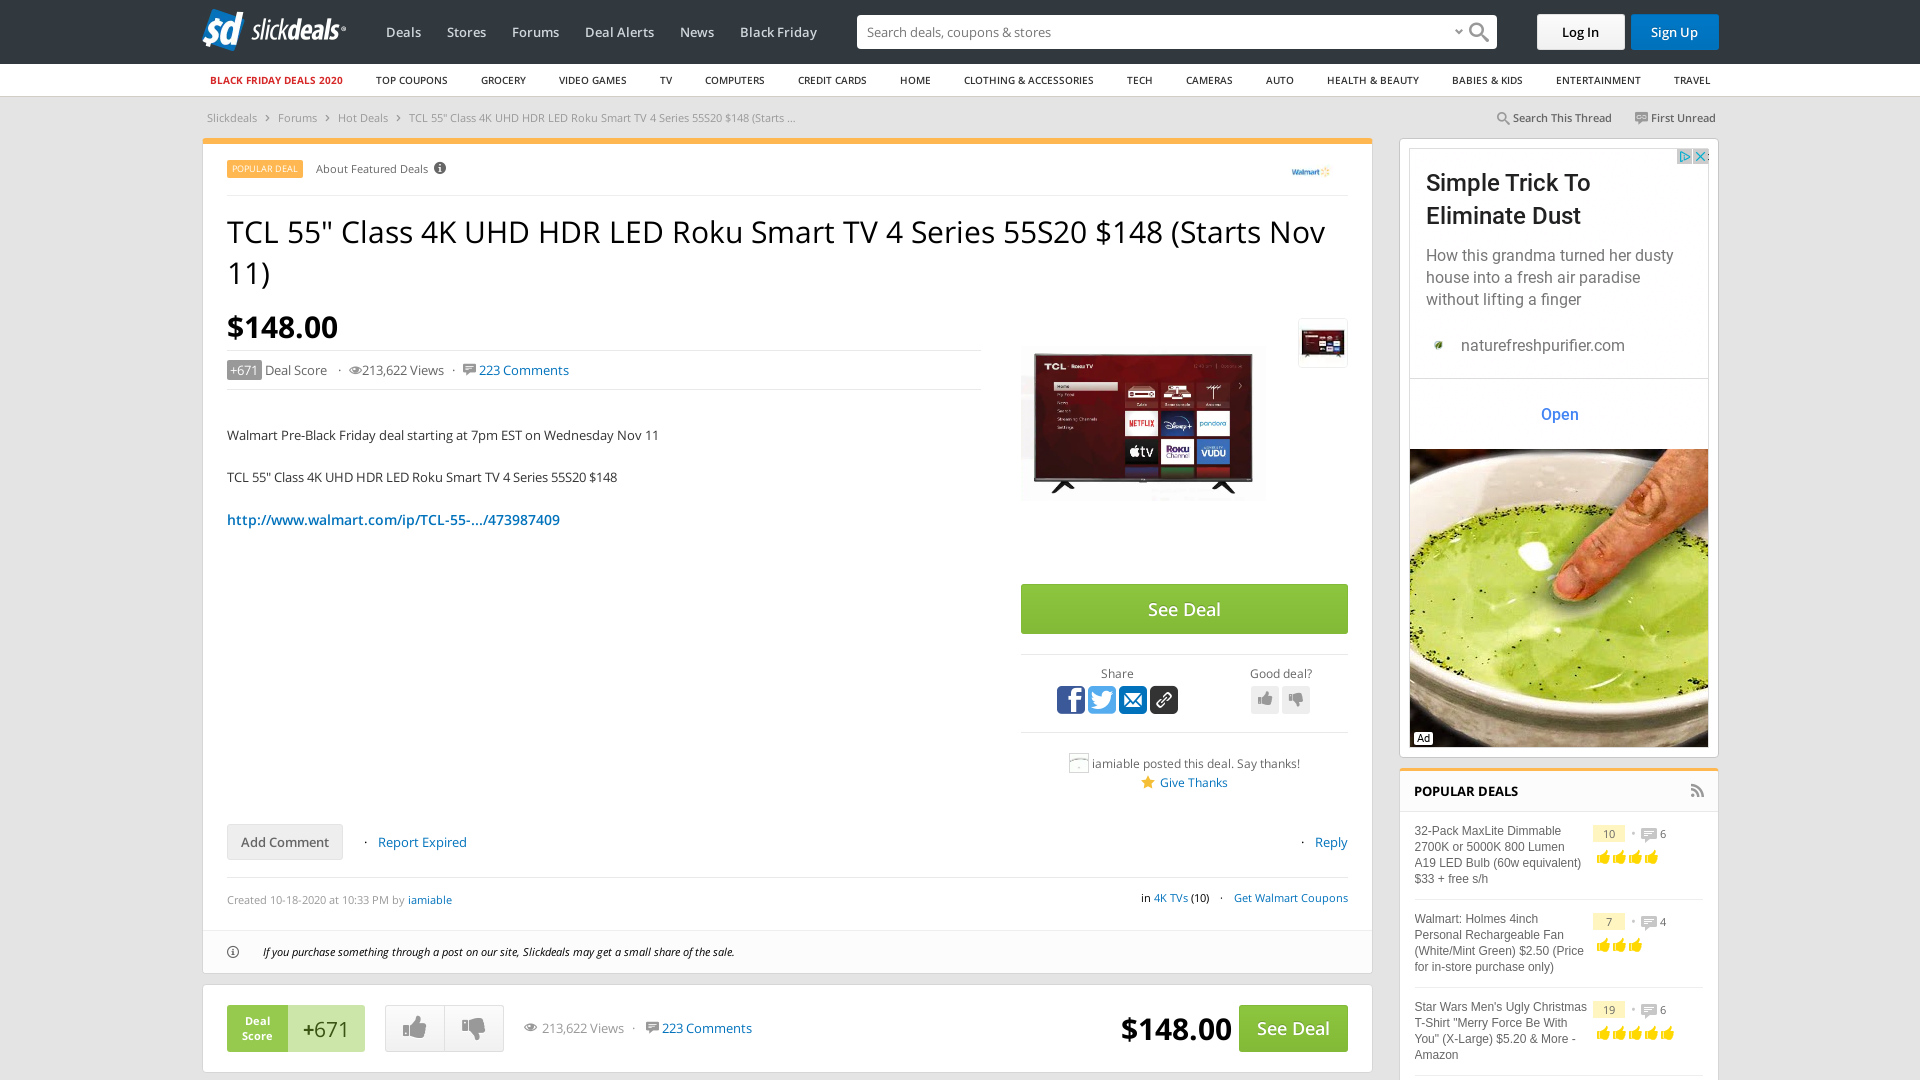 slickdeals
Deals
Stores
Forums
Deal Alerts
News
Black Friday
Search deals, coupons & stores
Log In
Sign Up
BLACK FRIDAY DEALS 2020
TOP COUPONS
GROCERY
VIDEO GAMES
TV
COMPUTERS
CREDIT CARDS
HOME
CLOTHING & ACCESSORIES
TECH
CAMERAS
AUTO
HEALTH & BEAUTY
BABIES & KIDS
ENTERTAINMENT
TRAVEL
Slickdeals › Forums › Hot Deals › TCL 55" Class 4K UHD HDR LED Roku Smart TV 4 Series 55S20 $148 (Starts ...
Search This Thread
First Unread
POPULAR DEAL
About Featured Deals
Walmart
TCL 55" Class 4K UHD HDR LED Roku Smart TV 4 Series 55S20 $148 (Starts Nov
11)
$148.00
+671 Deal Score · 213,622 Views · 223 Comments
Walmart Pre-Black Friday deal starting at 7pm EST on Wednesday Nov 11
TCL 55" Class 4K UHD HDR LED Roku Smart TV 4 Series 55S20 $148
http://www.walmart.com/ip/TCL-55-.../473987409
TCL Roku TV
Home
NETFLIX
Disney+
pandora
tv
Roku
Channel
VUDU
See Deal
Share
Good deal?
iamiable posted this deal. Say thanks!
Give Thanks
Add Comment
· Report Expired
· Reply
Created 10-18-2020 at 10:33 PM by iamiable
in 4K TVs (10) · Get Walmart Coupons
If you purchase something through a post on our site, Slickdeals may get a small share of the sale.
Deal
Score
+671
213,622 Views · 223 Comments
$148.00
See Deal
Simple Trick To
Eliminate Dust
How this grandma turned her dusty
house into a fresh air paradise
without lifting a finger
naturefreshpurifier.com
Open
Ad
POPULAR DEALS
32-Pack MaxLite Dimmable
2700K or 5000K 800 Lumen
A19 LED Bulb (60w equivalent)
$33 + free s/h
10 • 6
Walmart: Holmes 4inch
Personal Rechargeable Fan
(White/Mint Green) $2.50 (Price
for in-store purchase only)
7 • 4
Star Wars Men's Ugly Christmas
T-Shirt "Merry Force Be With
You" (X-Large) $5.20 & More -
Amazon
19 • 6